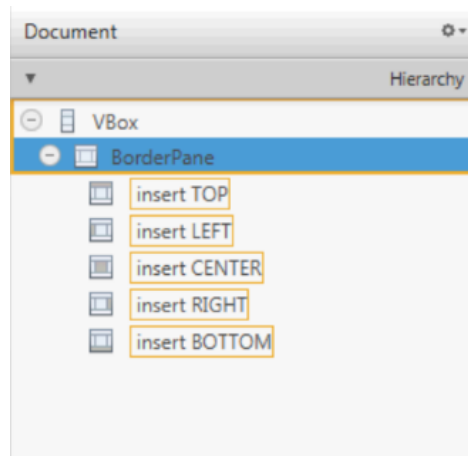 Document
Hierarchy
VBox
BorderPane
insert TOP
insert LEFT
insert CENTER
insert RIGHT
insert BOTTOM